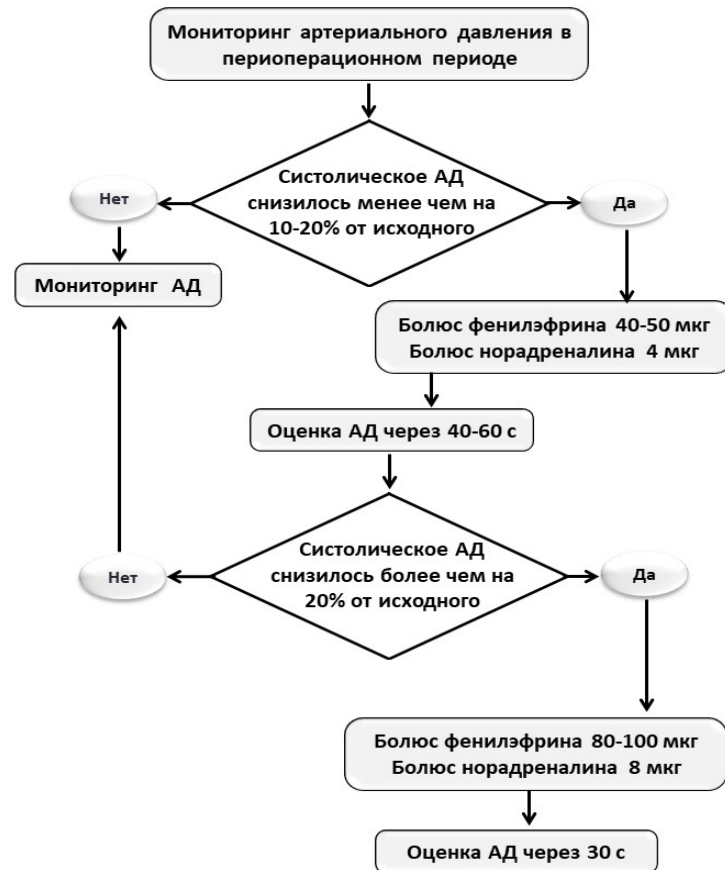 Мониторинг артериального давления в
периоперационном периоде
Систолическое АД
снизилось менее чем на
10-20% от исходного
Нет
Да
Мониторинг АД
Болюс фенилэфрина 40-50 мкг
Болюс норадреналина 4 мкг
Оценка АД через 40-60 с
Систолическое АД
снизилось более чем на
20% от исходного
Нет
Да
Болюс фенилэфрина 80-100 мкг
Болюс норадреналина 8 мкг
Оценка АД через 30 с